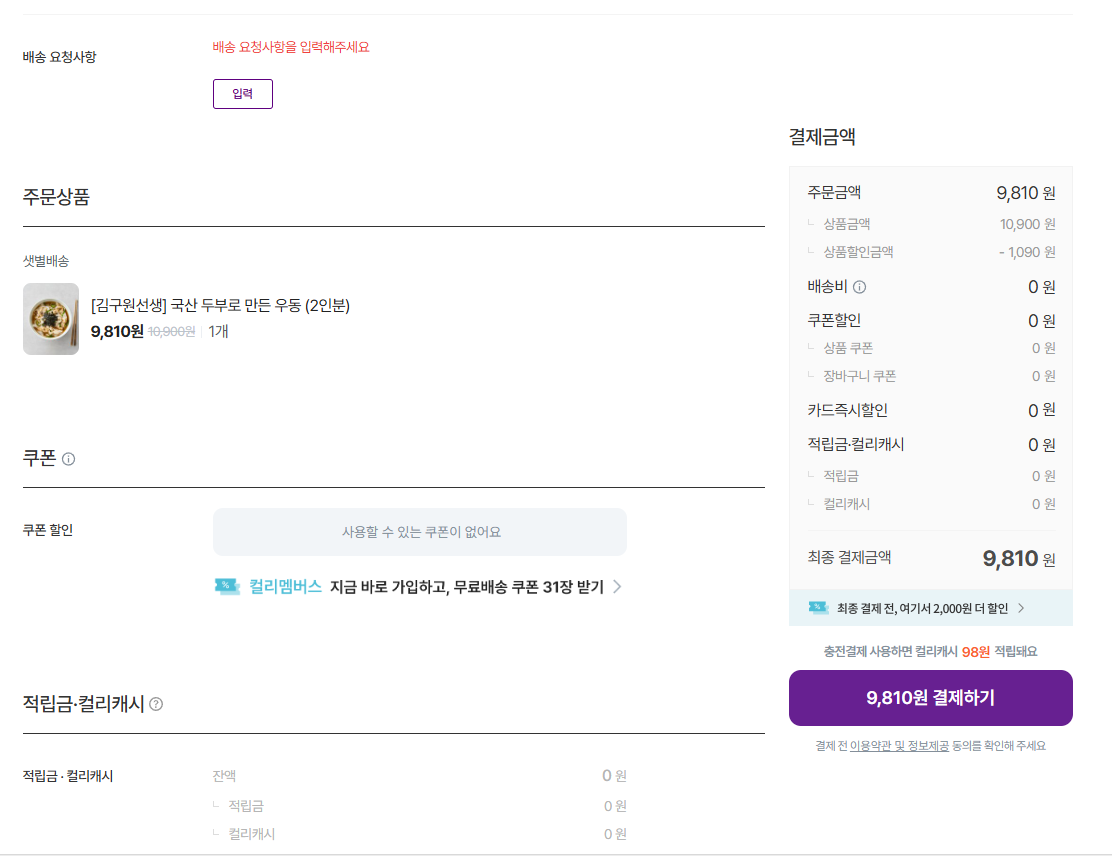 배송 요청사항
배송 요청사항을 입력해주세요
입력
주문상품
샛별배송
[김구원선생] 국산 두부로 만든 우동 (2인분)
9,810원 10,900원 1개
쿠폰
쿠폰 할인
사용할 수 있는 쿠폰이 없어요
% 컬리멤버스 지금 바로 가입하고, 무료배송 쿠폰 31장 받기
적립금·컬리캐시 ?
적립금 · 컬리캐시
잔액 0 원
적립금 0 원
컬리캐시 0 원
결제금액
주문금액 9,810 원
상품금액 10,900 원
상품할인금액 - 1,090 원
배송비 0 원
쿠폰할인 0 원
상품 쿠폰 0 원
장바구니 쿠폰 0 원
카드즉시할인 0 원
적립금·컬리캐시 0 원
적립금 0 원
컬리캐시 0 원
최종 결제금액 9,810 원
% 최종 결제 전, 여기서 2,000원 더 할인
충전결제 사용하면 컬리캐시 98원 적립돼요
9,810원 결제하기
결제 전 이용약관 및 정보제공 동의를 확인해 주세요